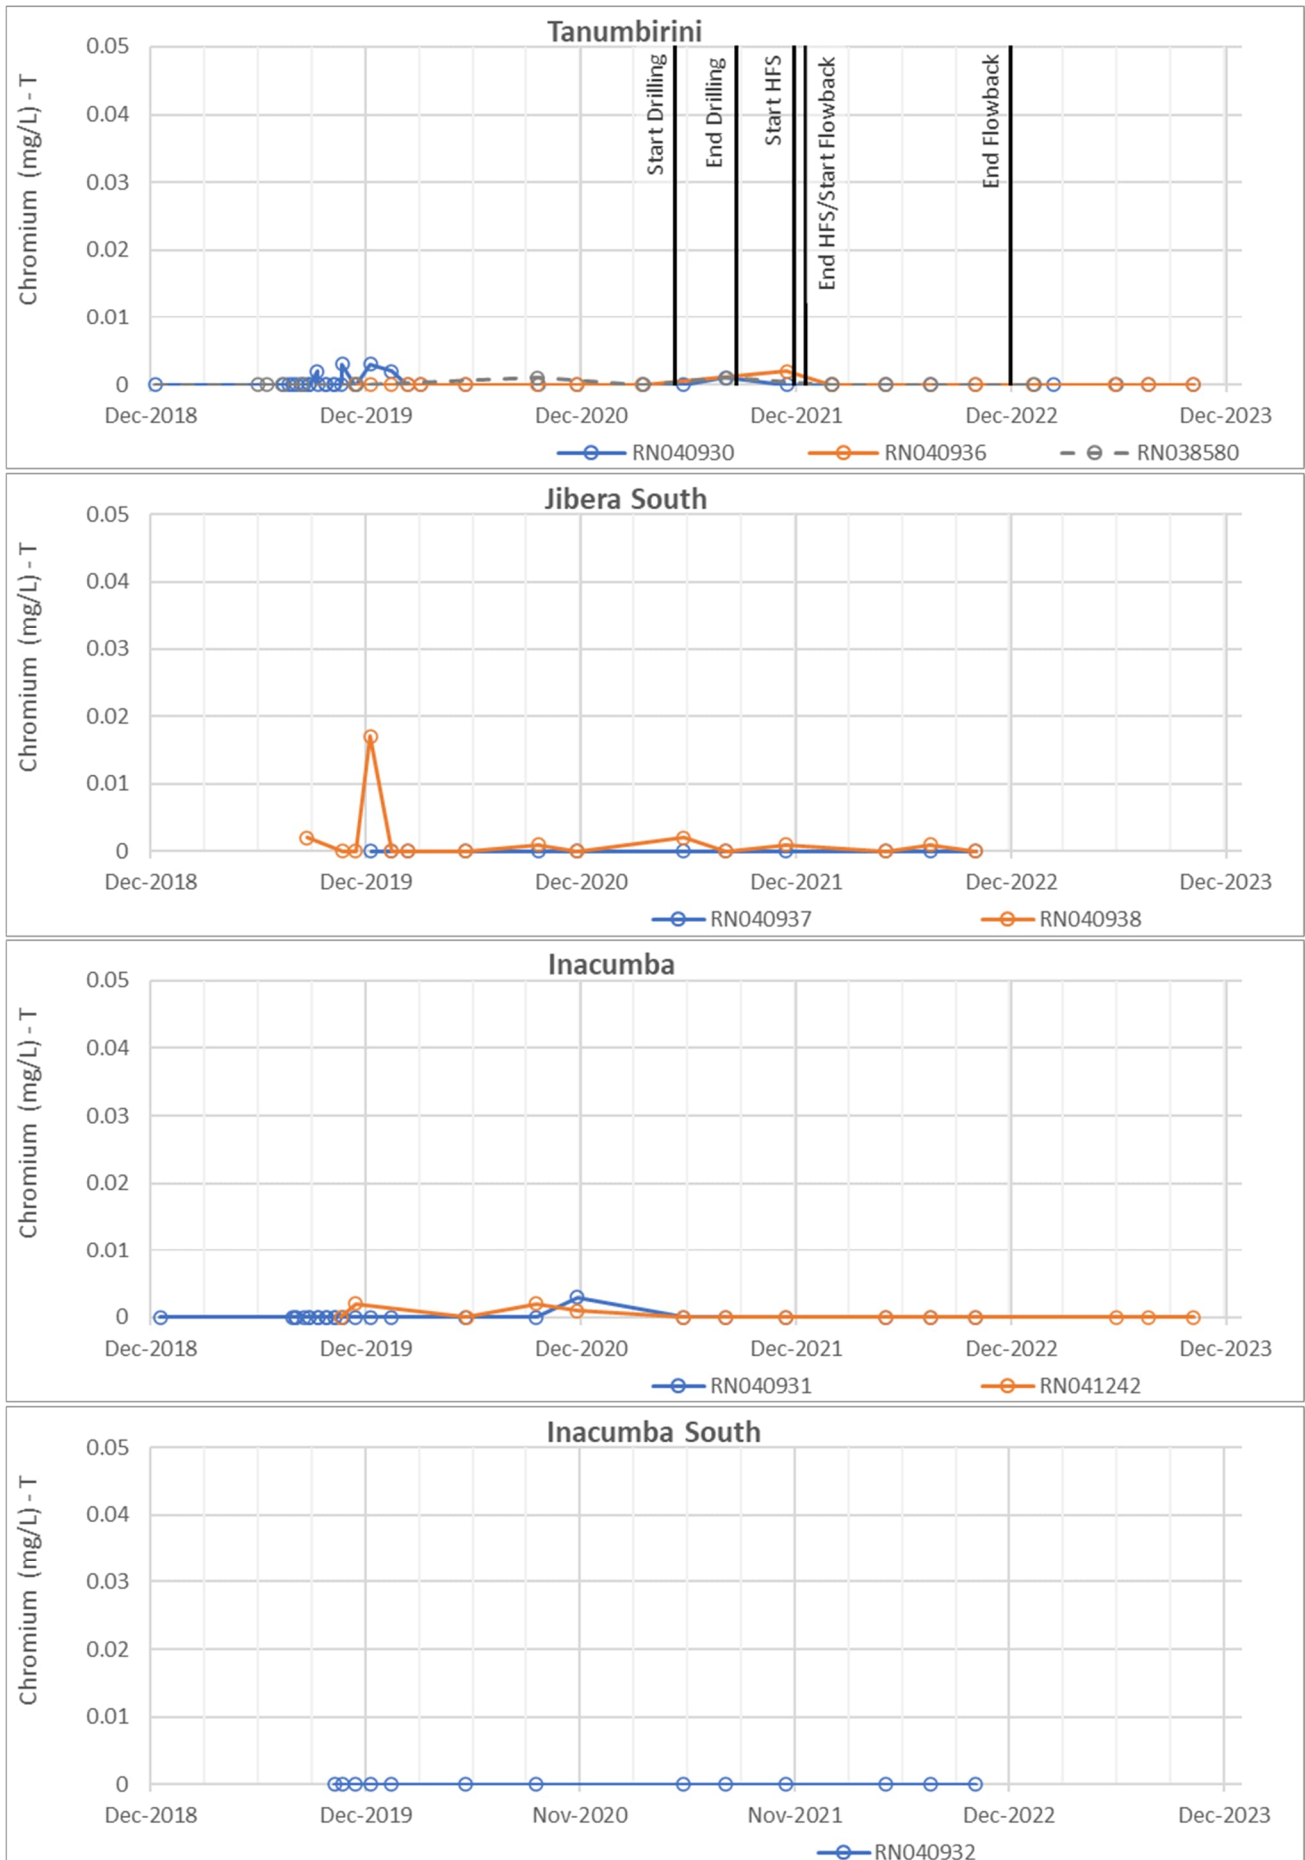 Tanumbirini
Chromium (mg/L) - T
0.05
0.04
0.03
0.02
0.01
0
Start Drilling
End Drilling
Start HFS
End HFS/Start Flowback
End Flowback
Dec-2018 Dec-2019 Dec-2020 Dec-2021 Dec-2022 Dec-2023
RN040930 RN040936 RN038580
Jibera South
Chromium (mg/L) - T
0.05
0.04
0.03
0.02
0.01
0
Dec-2018 Dec-2019 Dec-2020 Dec-2021 Dec-2022 Dec-2023
RN040937 RN040938
Inacumba
Chromium (mg/L) - T
0.05
0.04
0.03
0.02
0.01
0
Dec-2018 Dec-2019 Dec-2020 Dec-2021 Dec-2022 Dec-2023
RN040931 RN041242
Inacumba South
Chromium (mg/L) - T
0.05
0.04
0.03
0.02
0.01
0
Dec-2018 Dec-2019 Nov-2020 Nov-2021 Dec-2022 Dec-2023
RN040932